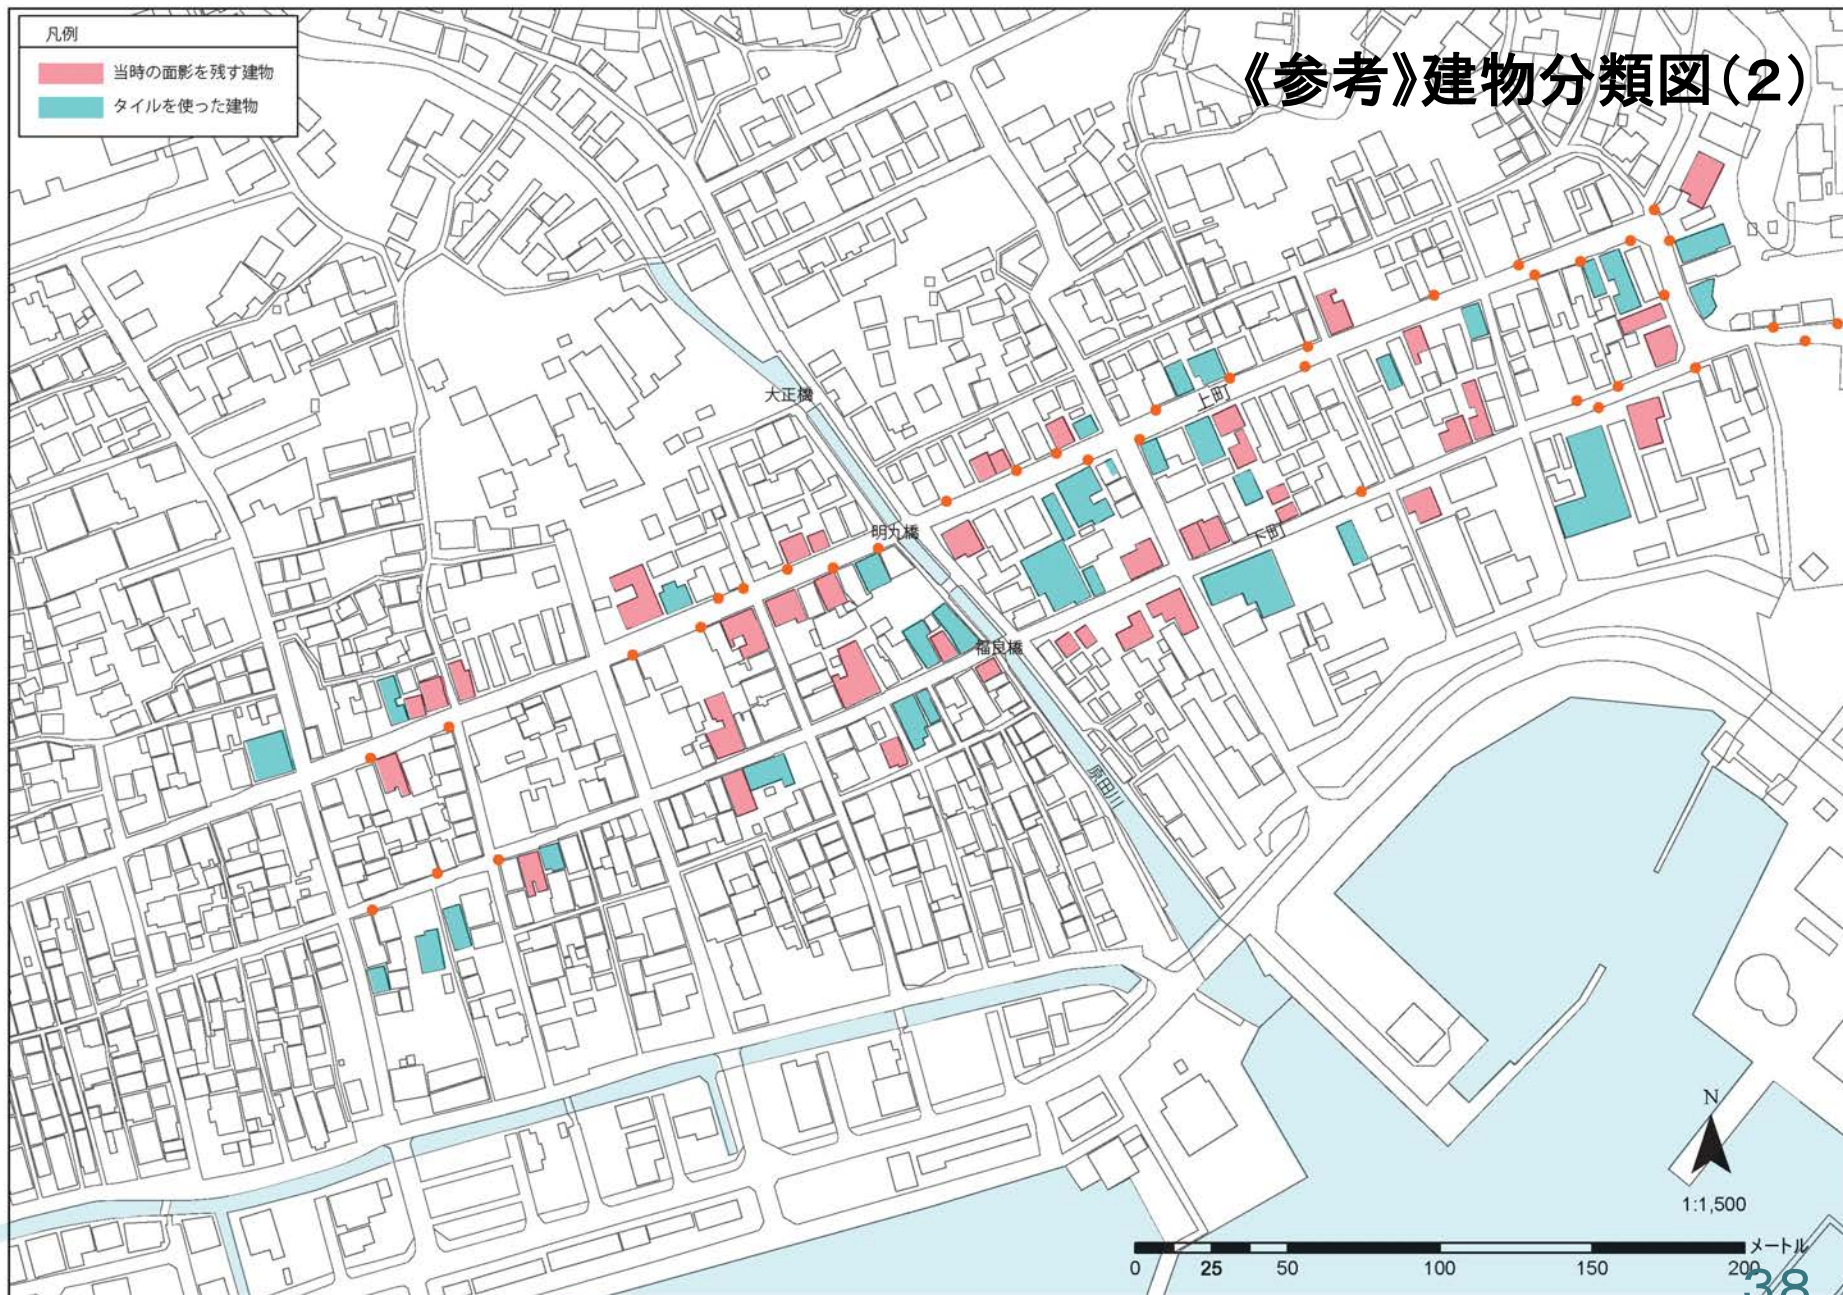 凡例
当時の面影を残す建物
タイルを使った建物
《参考》建物分類図(2)
大正橋
明九橋
上町
下町
福良橋
原田川
N
1:1,500
メートル
0 25 50 100 150 200
38